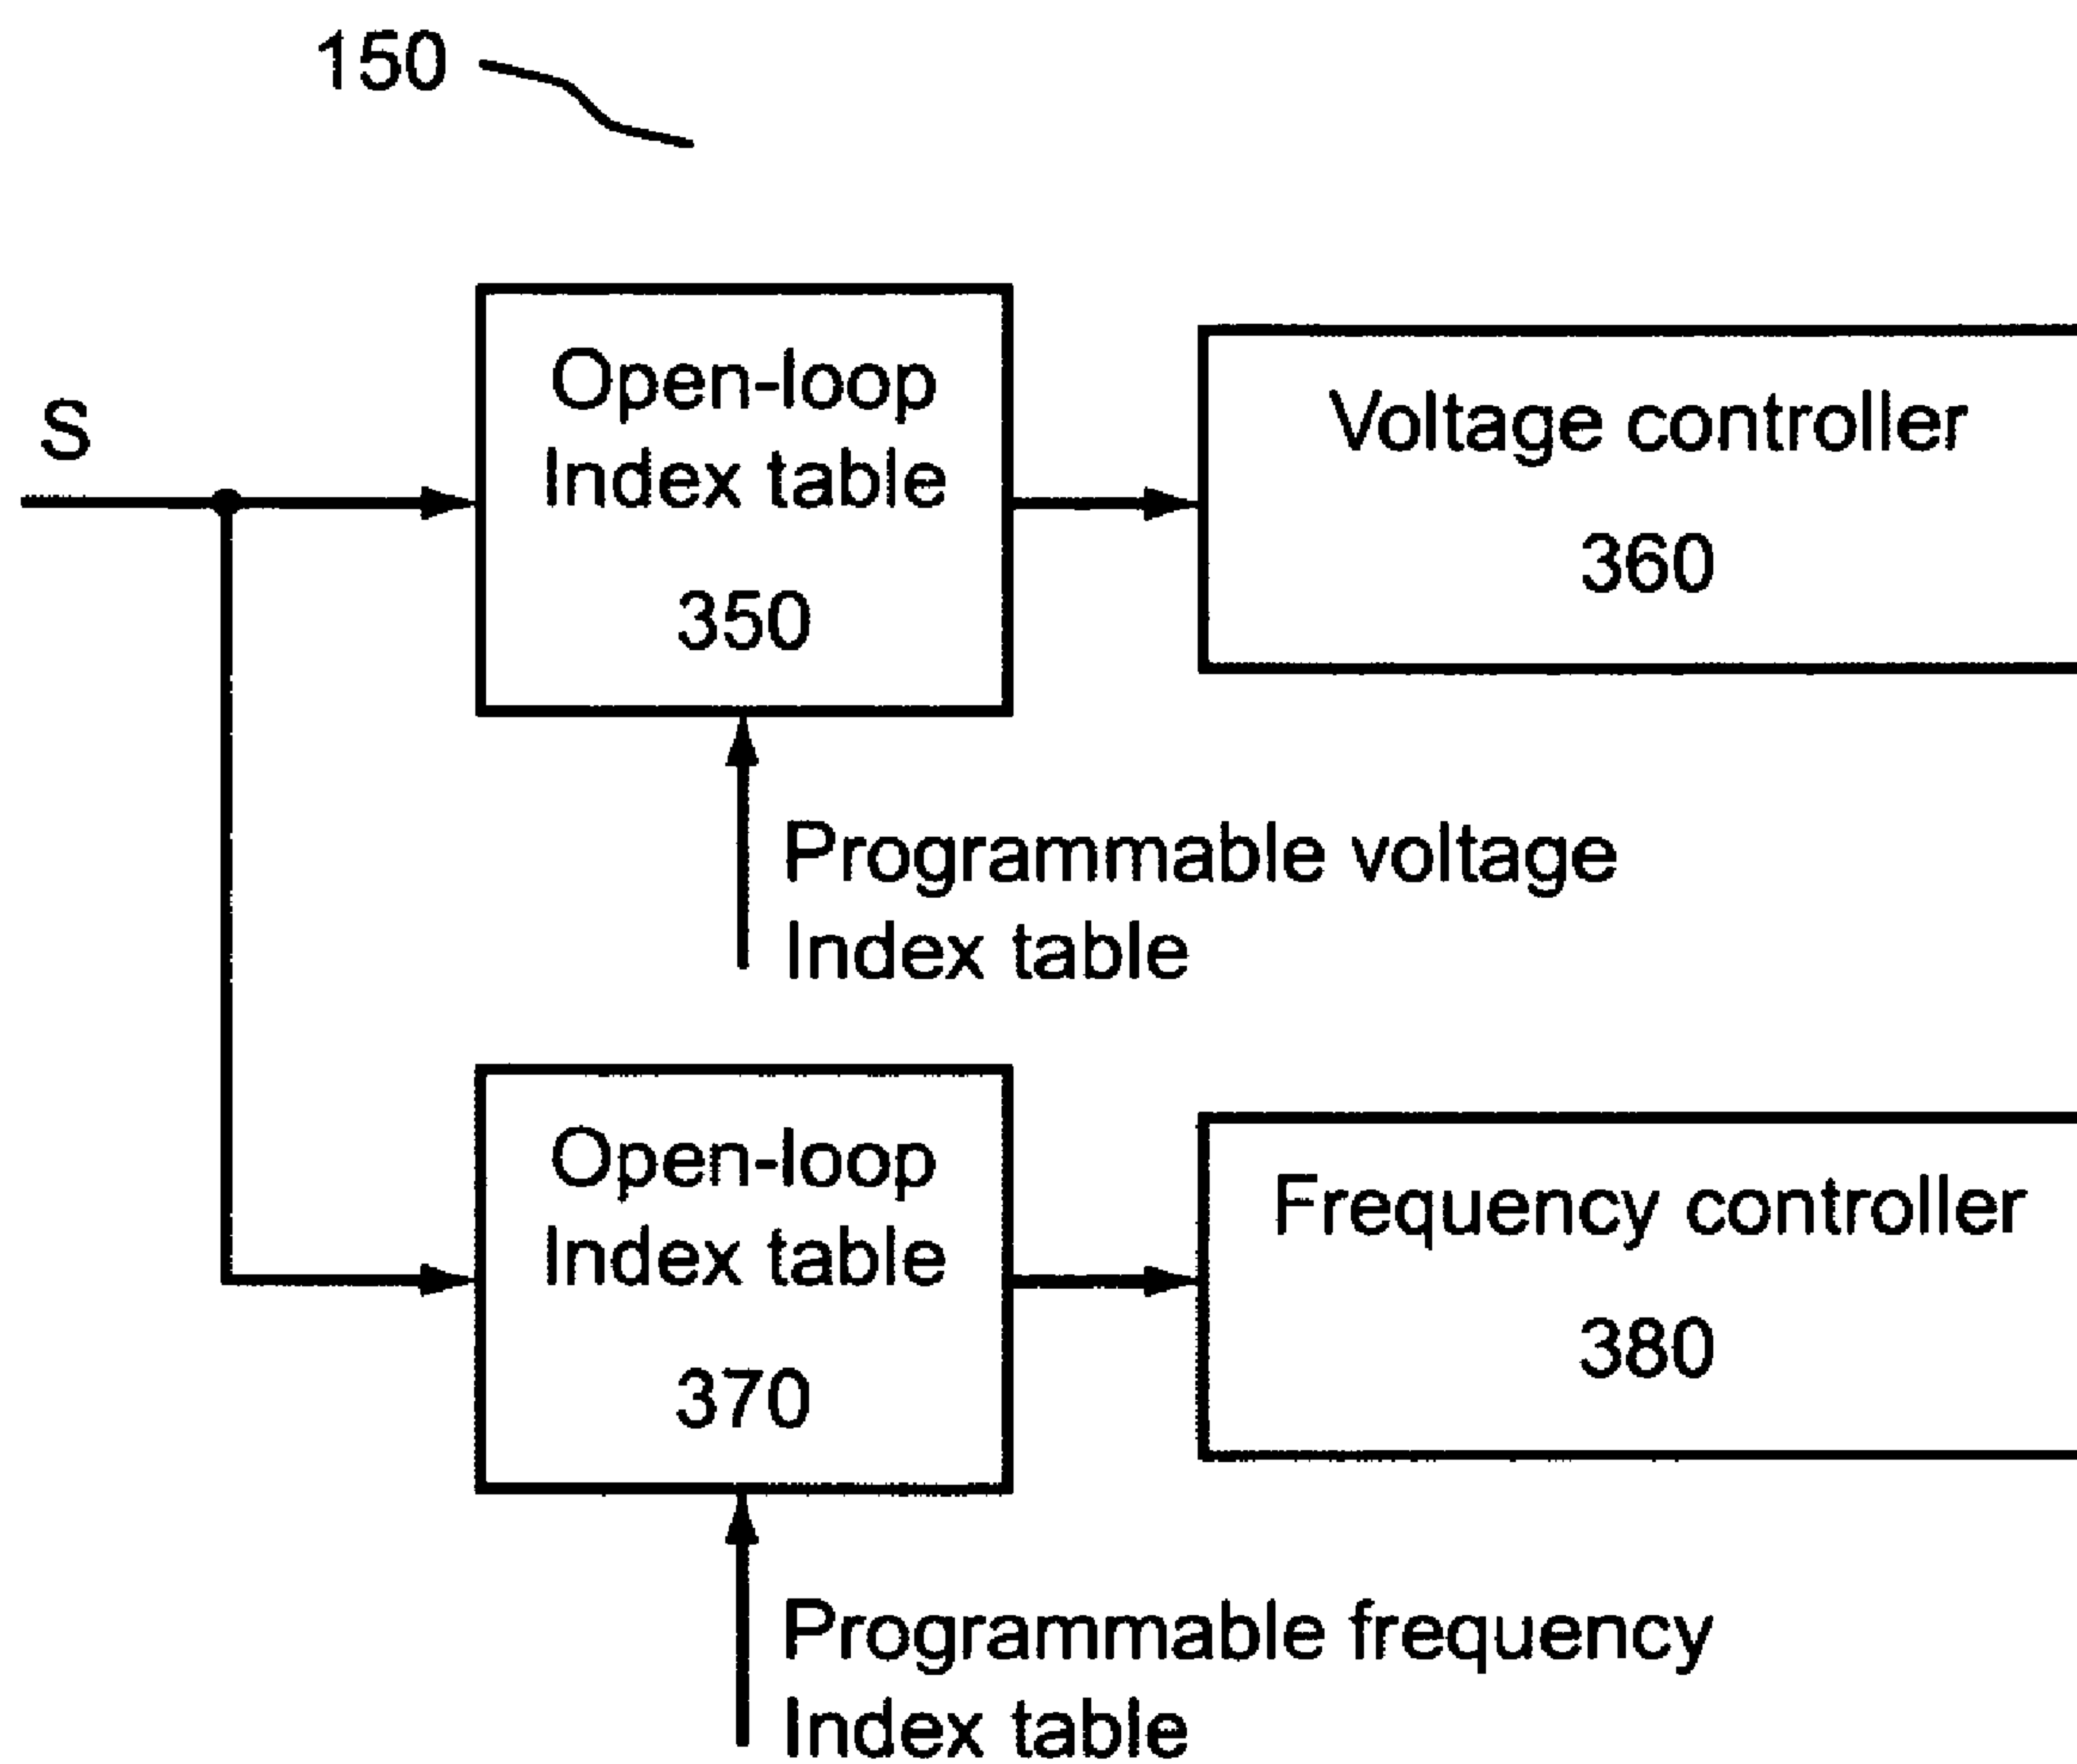 150
S
Open-loop
Index table
350
Voltage controller
360
Programmable voltage
Index table
Open-loop
Index table
370
Frequency controller
380
Programmable frequency
Index table